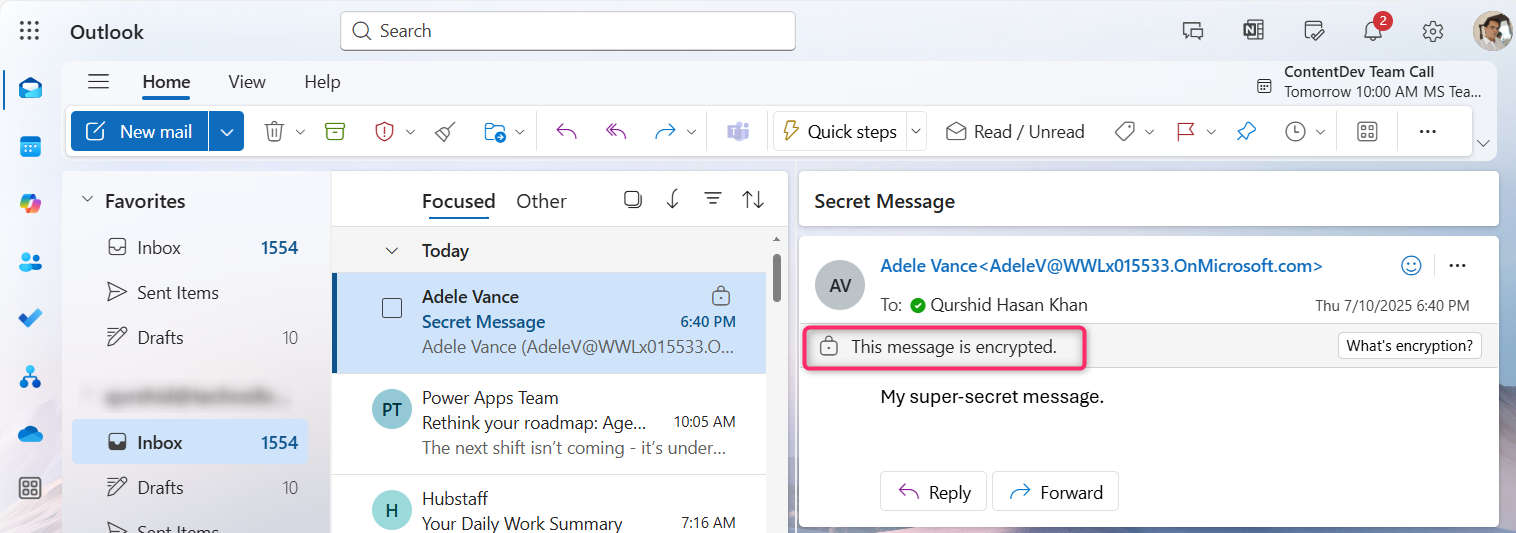 Outlook
Search
2
Home View Help
ContentDev Team Call
Tomorrow 10:00 AM MS Tea...
New mail
Quick steps
Read / Unread
...
Favorites
Inbox 1554
Sent Items
Drafts 10
Inbox 1554
Drafts 10
Sent Items
Focused Other
Today
Adele Vance
Secret Message 6:40 PM
Adele Vance (AdeleV@WWLx015533.O...
PT
Power Apps Team
Rethink your roadmap: Age... 10:05 AM
The next shift isn’t coming - it’s under...
H
Hubstaff
Your Daily Work Summary 7:16 AM
Secret Message
AV
Adele Vance<AdeleV@WWLx015533.OnMicrosoft.com>
To: Qurshid Hasan Khan
Thu 7/10/2025 6:40 PM
This message is encrypted.
What's encryption?
My super-secret message.
Reply
Forward